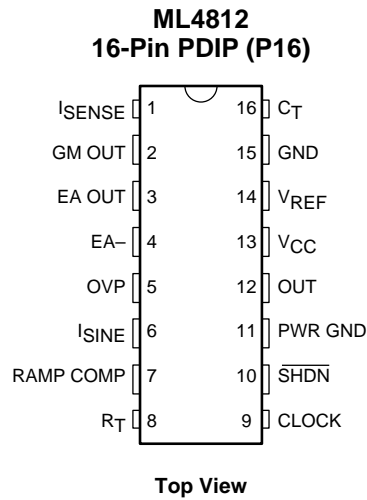 ML4812
16-Pin PDIP (P16)
ISENSE 1 16 CT
GM OUT 2 15 GND
EA OUT 3 14 VREF
EA– 4 13 VCC
OVP 5 12 OUT
ISINE 6 11 PWR GND
RAMP COMP 7 10 SHDN
RT 8 9 CLOCK
Top View